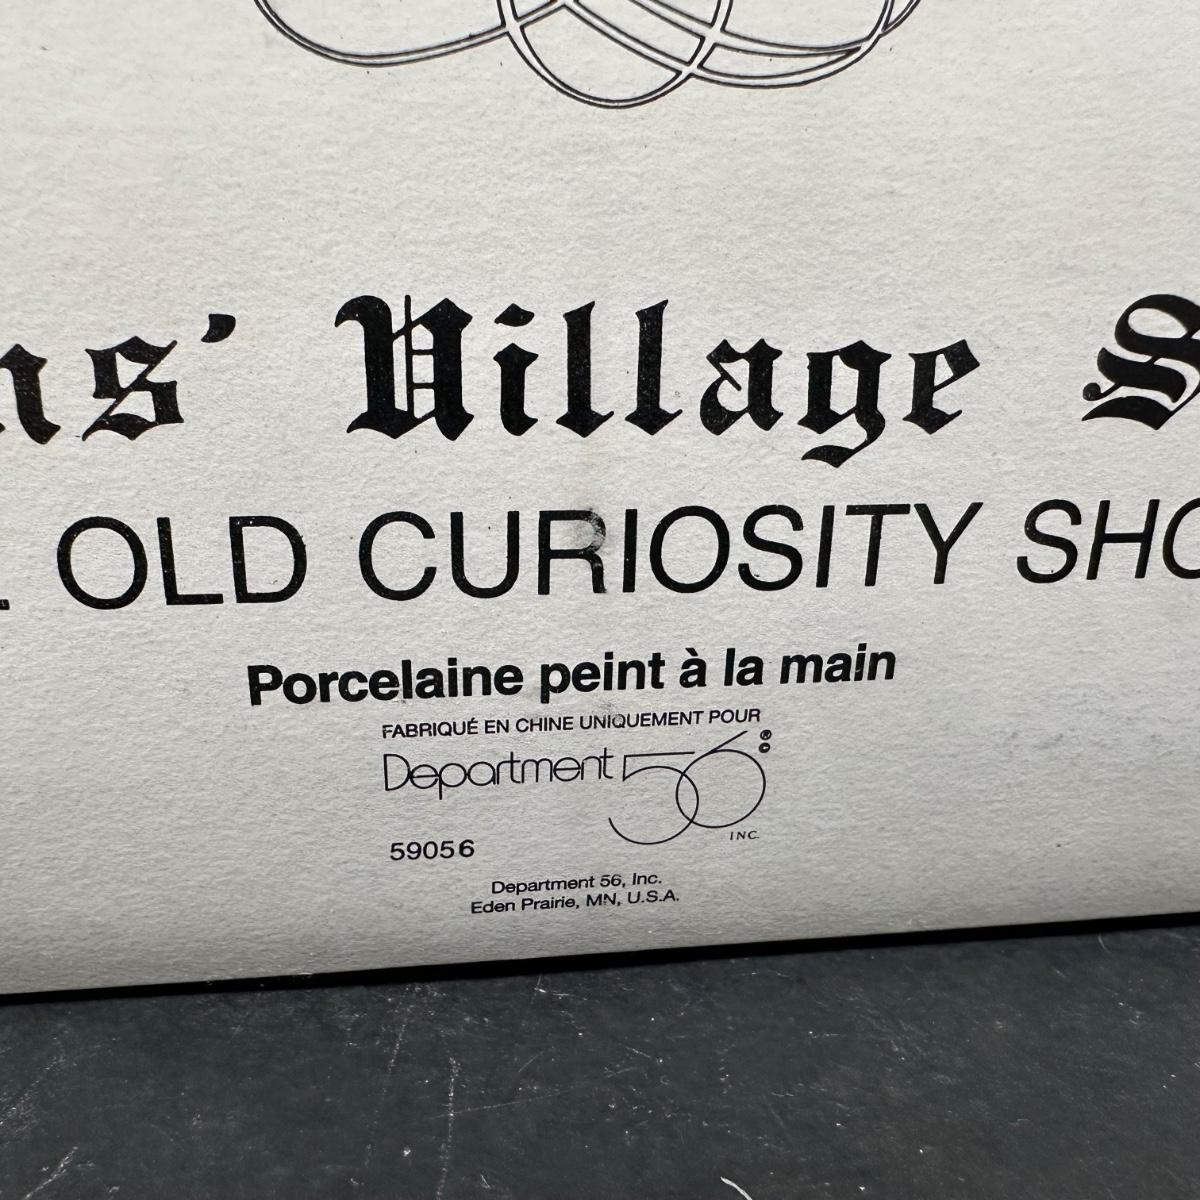 ns' Village S
OLD CURIOSITY SHO
Porcelaine peint à la main
FABRIQUÉ EN CHINE UNIQUEMENT POUR
Department 56 ® ©
INC.
59056
Department 56, Inc.
Eden Prairie, MN, U.S.A.